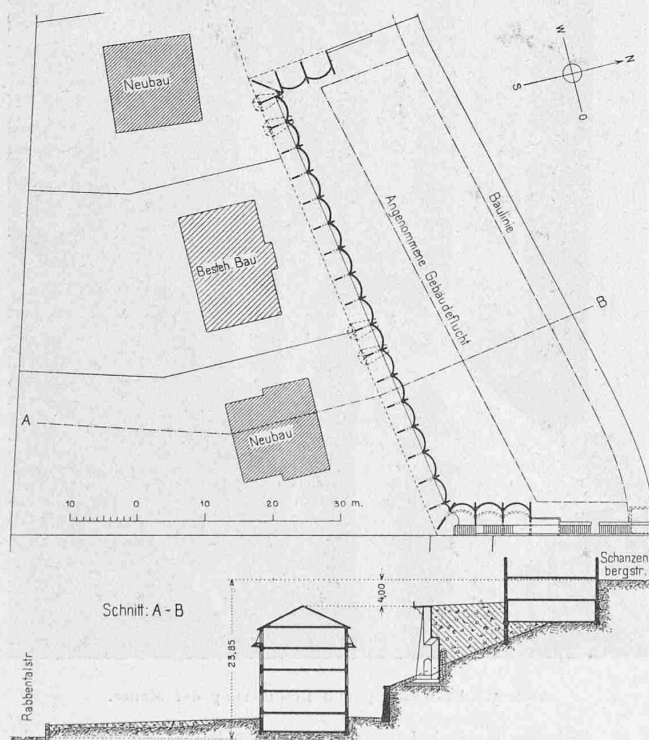 Neubau
W
N
S
O
Angenommene Gebäudeflucht
Baulinie
Besteh. Bau
B
A
Neubau
10 0 10 20 30 m.
Schanzen
bergstr.
Schnitt: A - B
4,00
23,85
Rabbentalstr